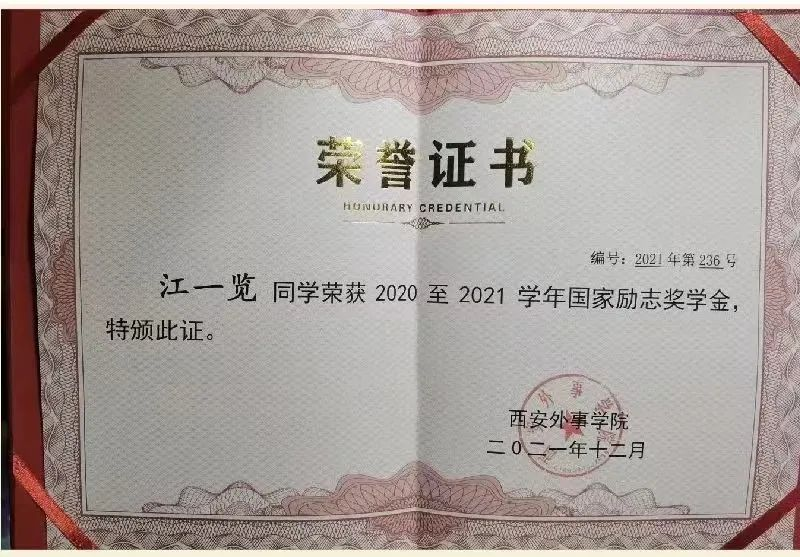 荣誉证书
HONORARY CREDENTIAL
编号：2021年第236号
江一览 同学荣获 2020 至 2021 学年国家励志奖学金，
特颁此证。
西安外事学院
二〇二一年十二月